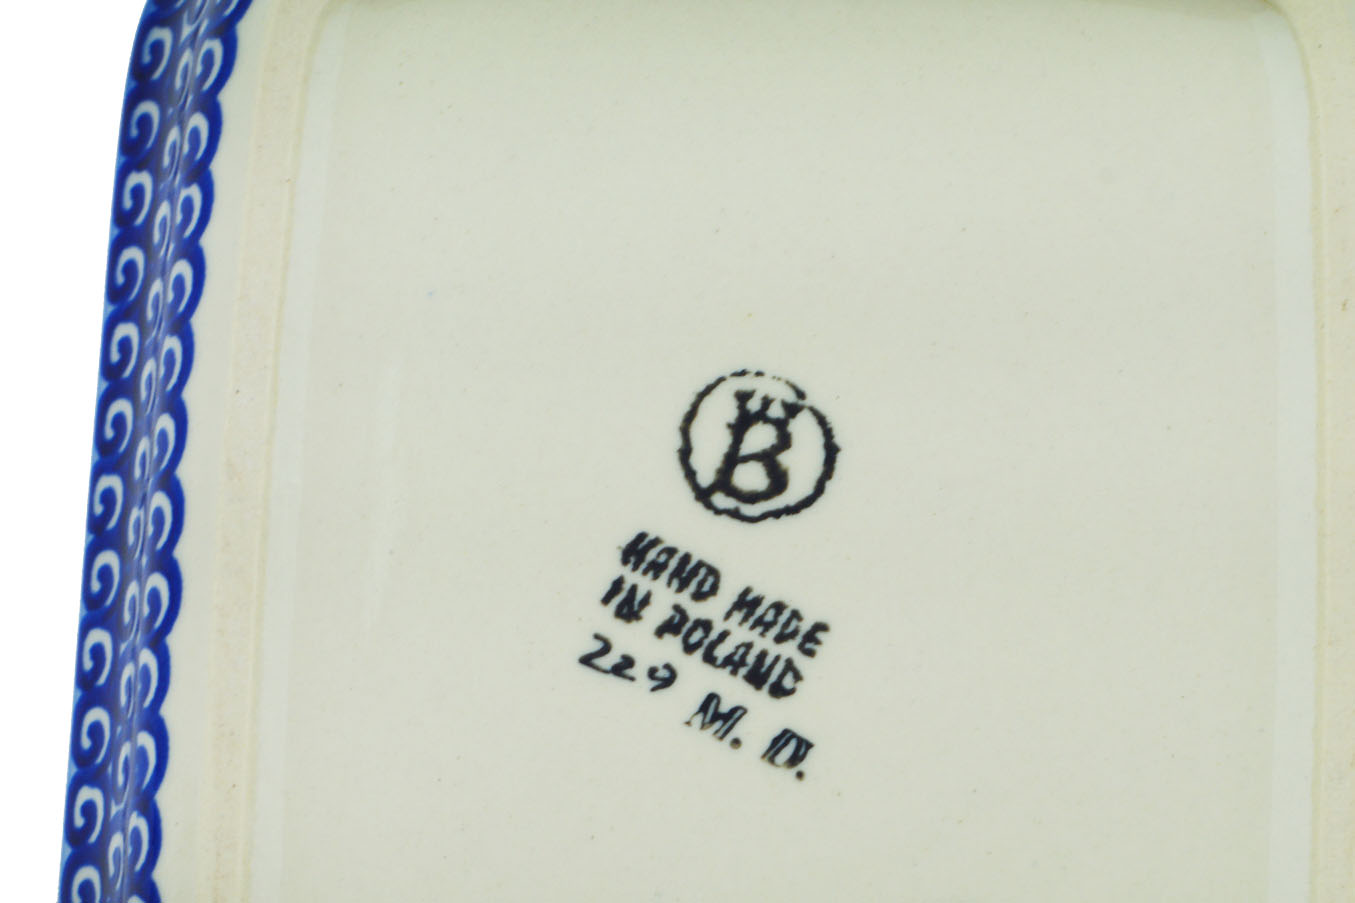 B
HAND MADE
IN POLAND
229 M. D.